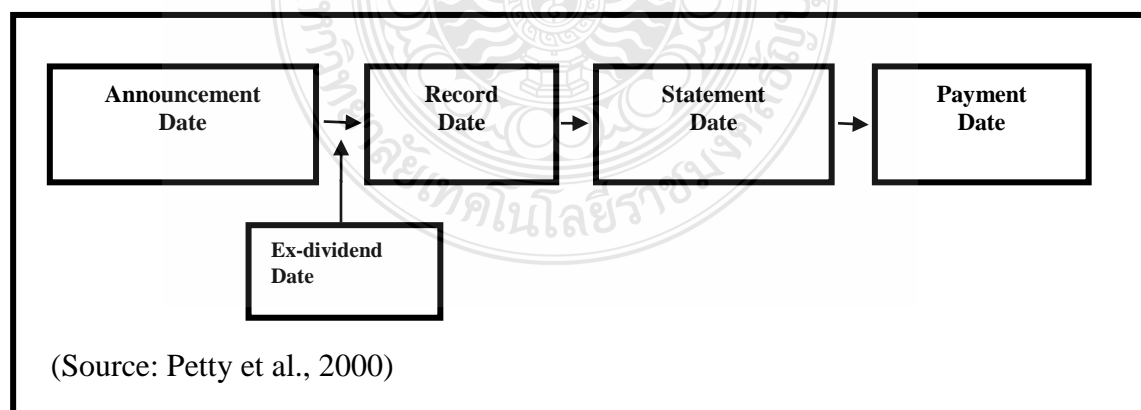 Announcement
Date
Record
Date
Statement
Date
Payment
Date
Ex-dividend
Date
(Source: Petty et al., 2000)